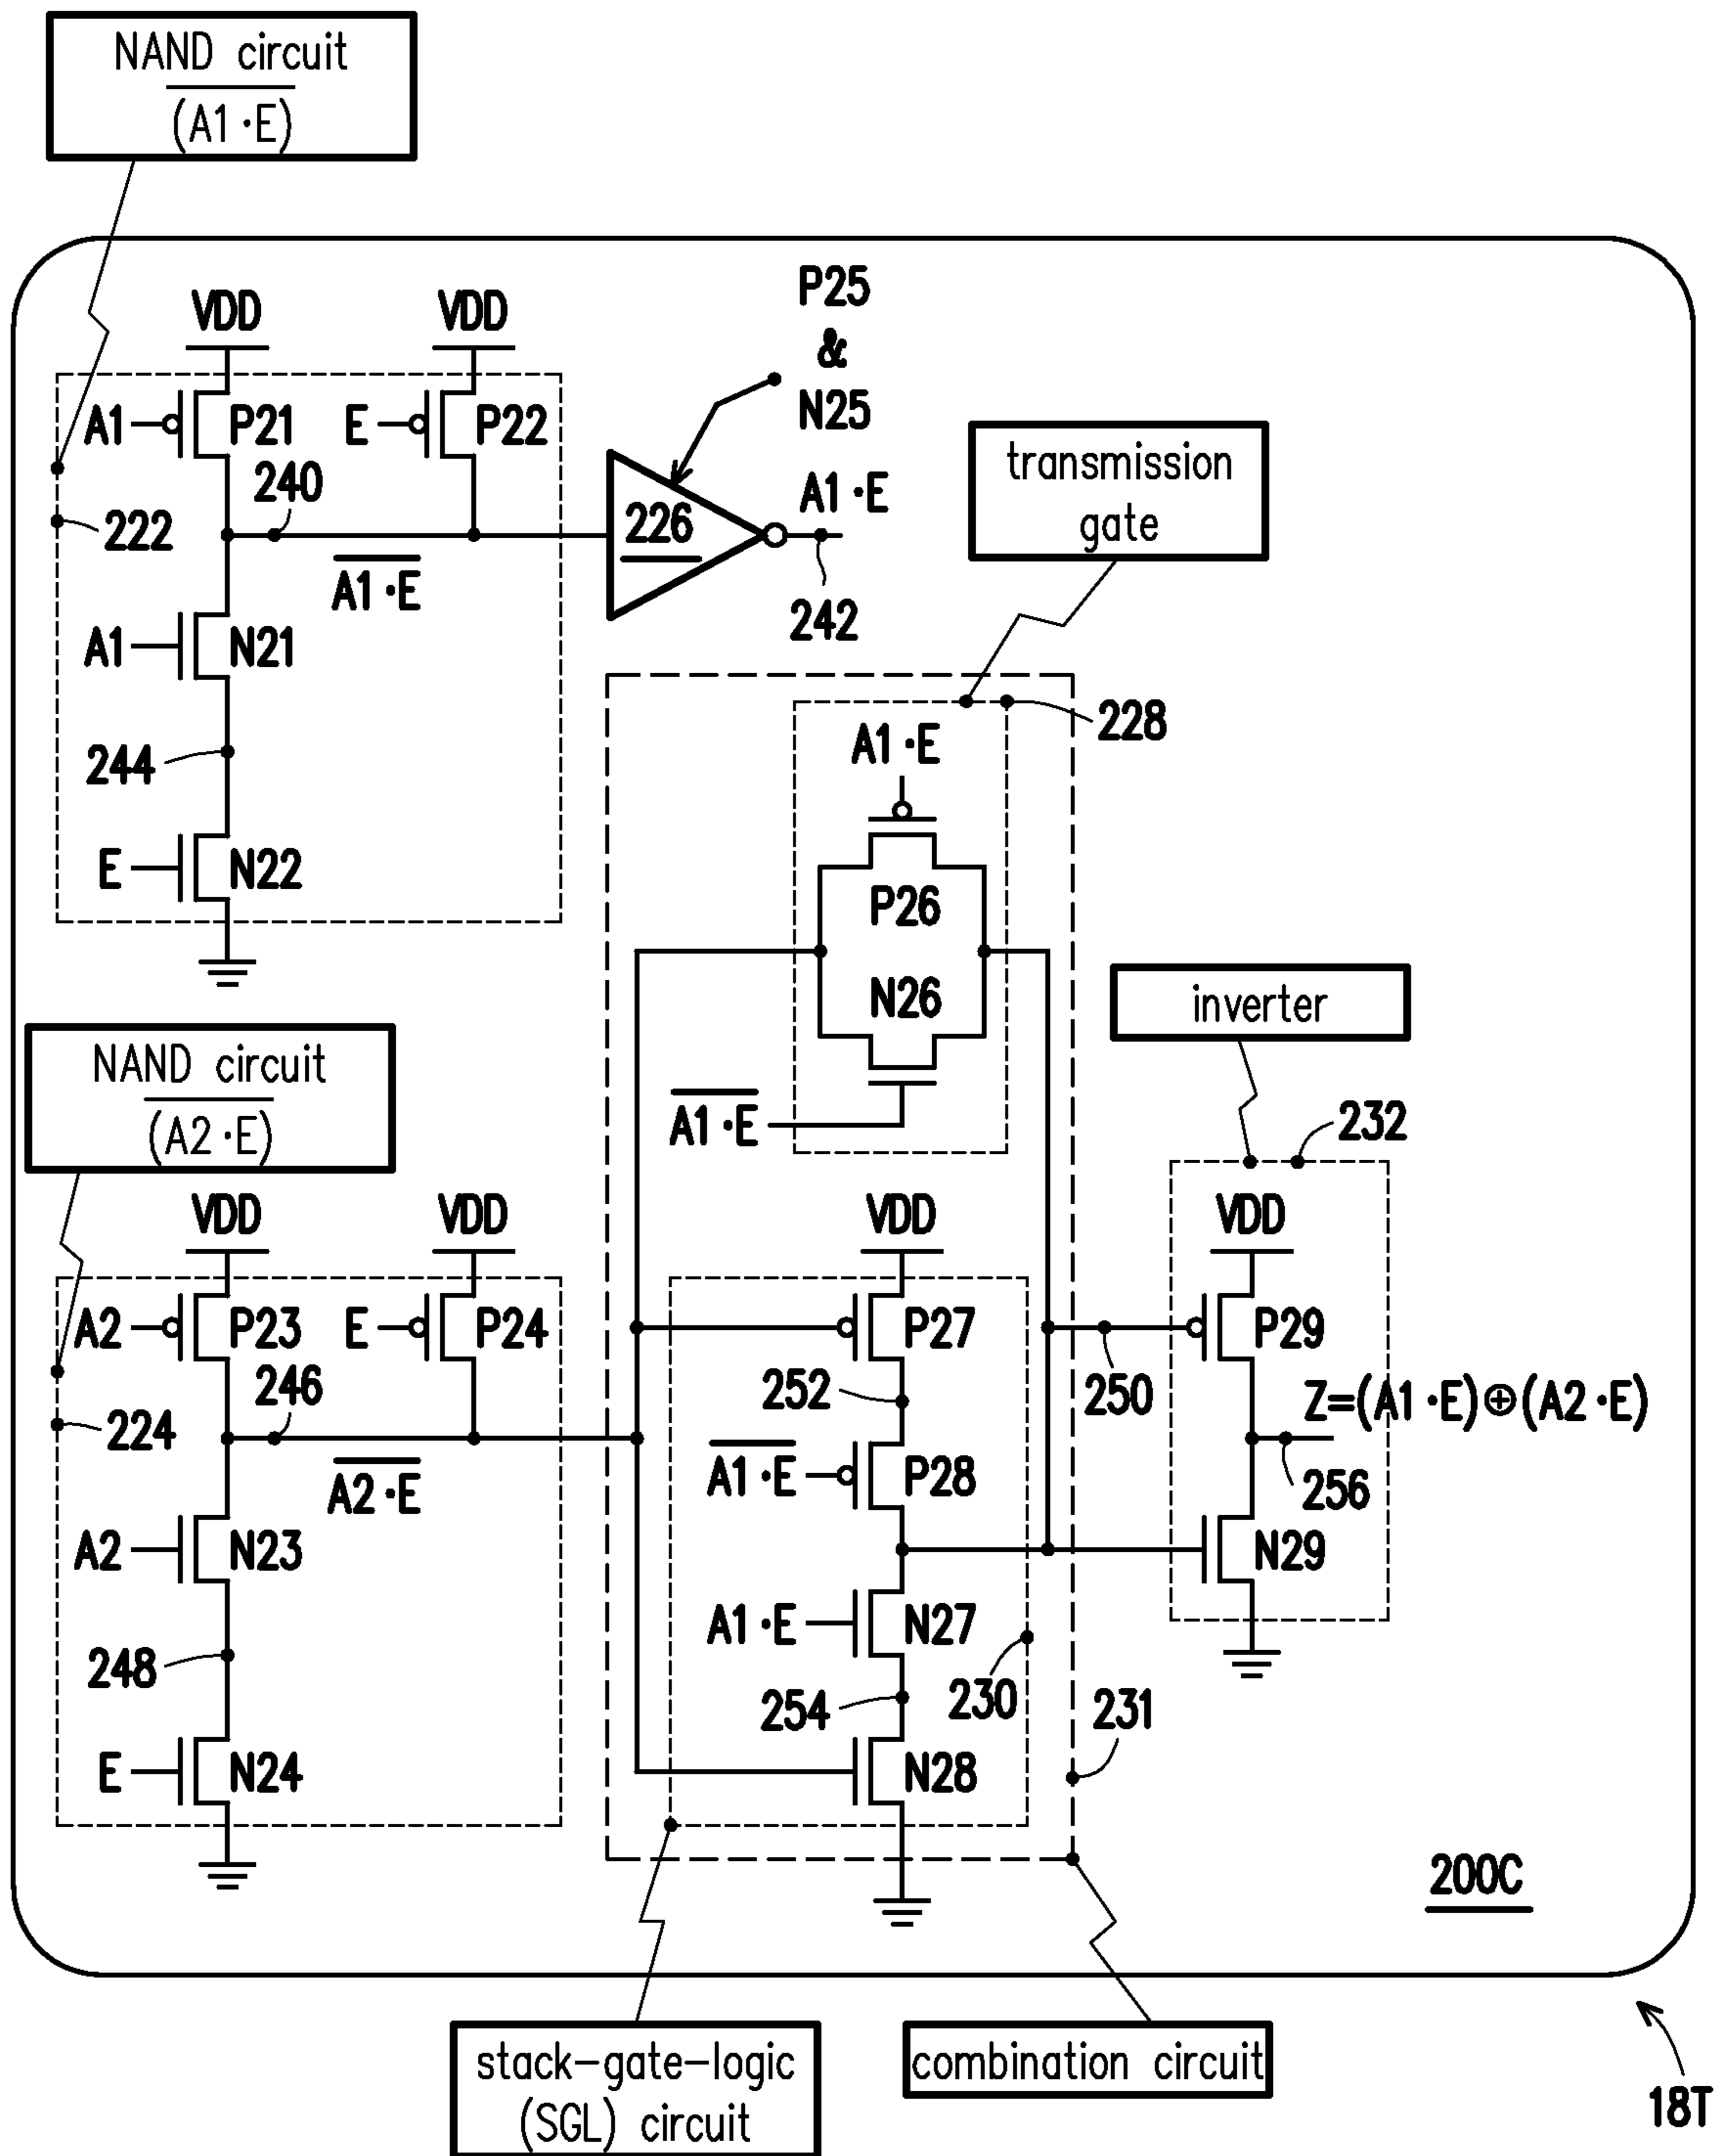 NAND circuit
(A1·E)
P25
&
N25
VDD
VDD
A1
P21
E
P22
240
222
226
A1·E
242
A1·E
A1
N21
244
E
N22
transmission
gate
228
A1·E
P26
N26
A1·E
inverter
232
NAND circuit
(A2·E)
VDD
VDD
VDD
VDD
A2
P23
E
P24
P27
P29
246
252
250
Z=(A1·E)⊕(A2·E)
224
A2·E
A1·E
P28
256
A2
N23
N29
248
A1·E
N27
254
230
231
E
N24
N28
200C
stack-gate-logic
(SGL) circuit
combination circuit
18T